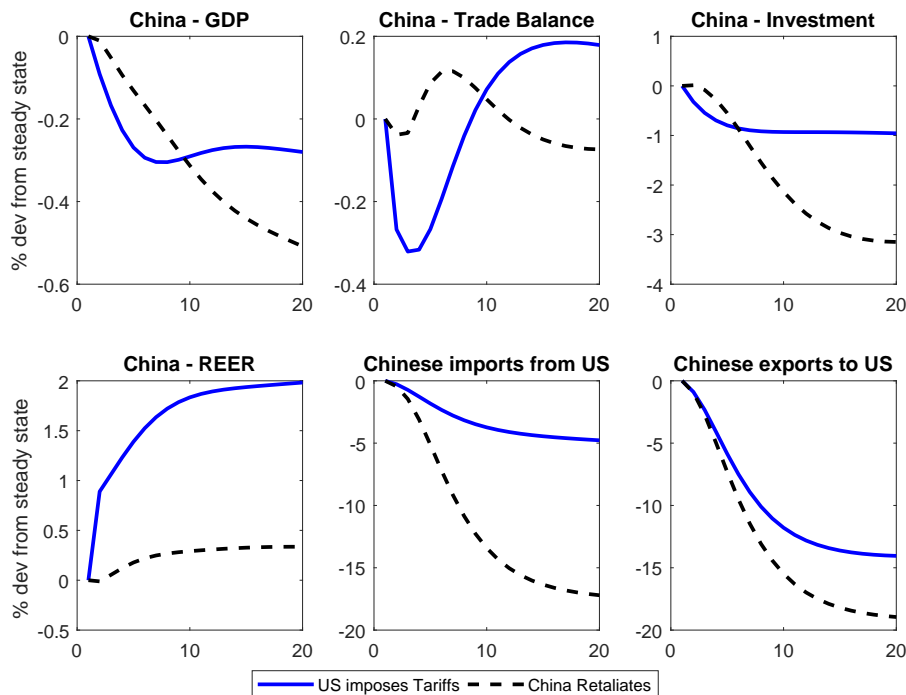 China - GDP
China - Trade Balance
China - Investment
% dev from steady state
0
-0.2
-0.4
-0.6
0 10 20
0.2
0
0.2
0.4
0 10 20
1
0
-1
-2
-3
-4
0 10 20
China - REER
Chinese imports from US
Chinese exports to US
% dev from steady state
2
1.5
1
0.5
0
-0.5
0 10 20
0
-5
-10
-15
-20
0 10 20
0
-5
-10
-15
-20
0 10 20
US imposes Tariffs China Retaliates